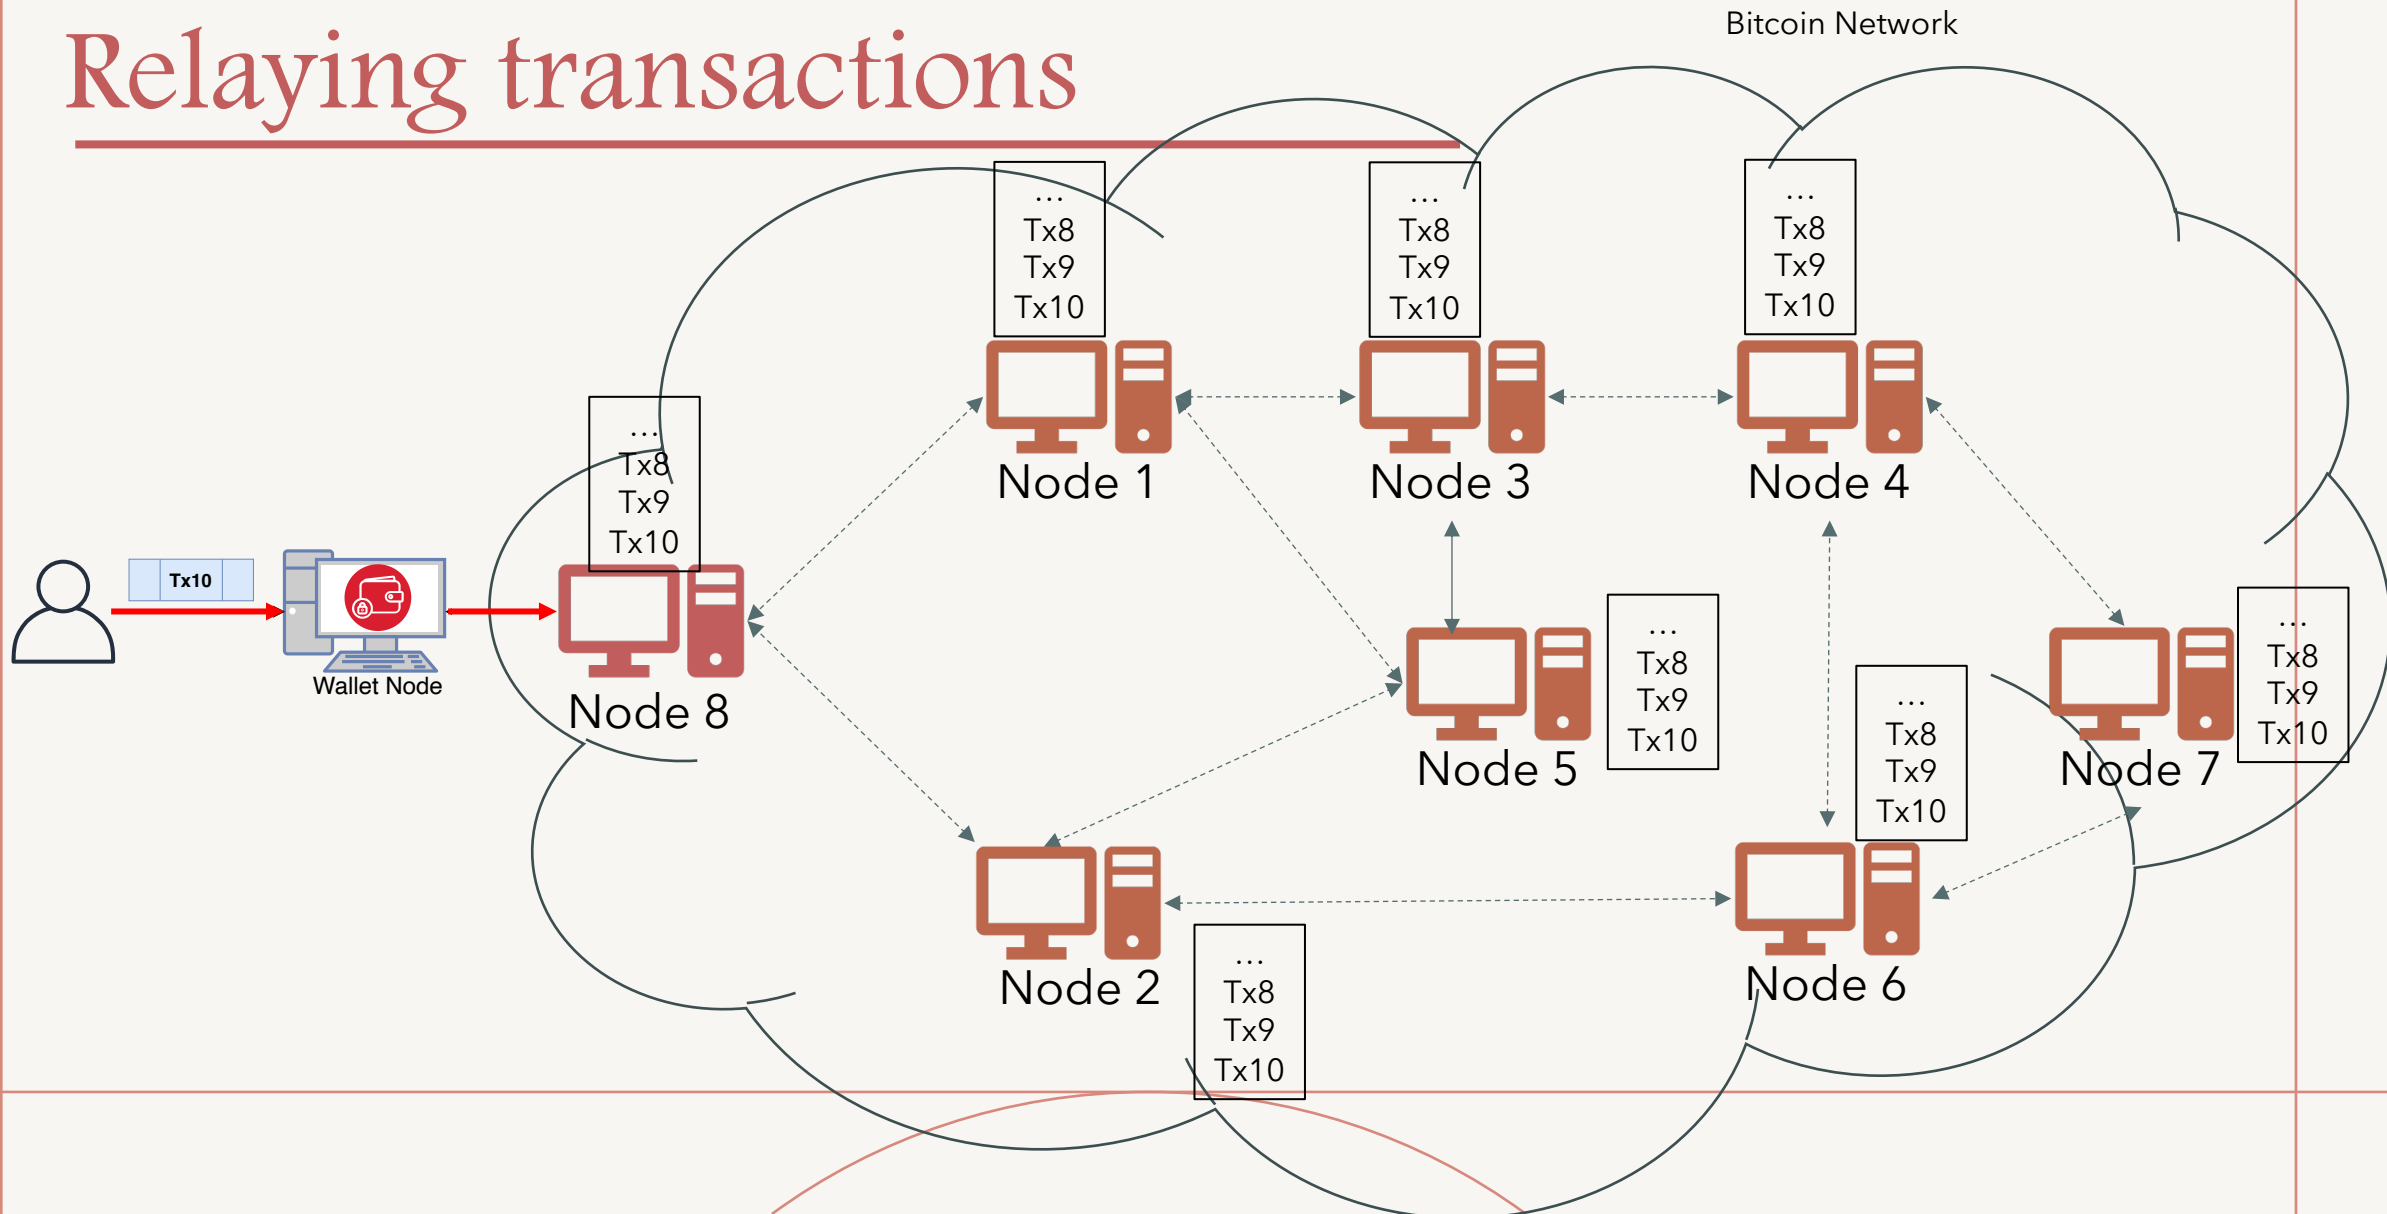 Bitcoin Network
Relaying transactions
...
Tx8
Tx9
Tx10
Node 1
...
Tx8
Tx9
Tx10
Node 3
...
Tx8
Tx9
Tx10
Node 4
...
Tx8
Tx9
Tx10
Node 8
Tx10
Wallet Node
...
Tx8
Tx9
Tx10
Node 5
...
Tx8
Tx9
Tx10
Node 7
...
Tx8
Tx9
Tx10
Node 6
Node 2
...
Tx8
Tx9
Tx10